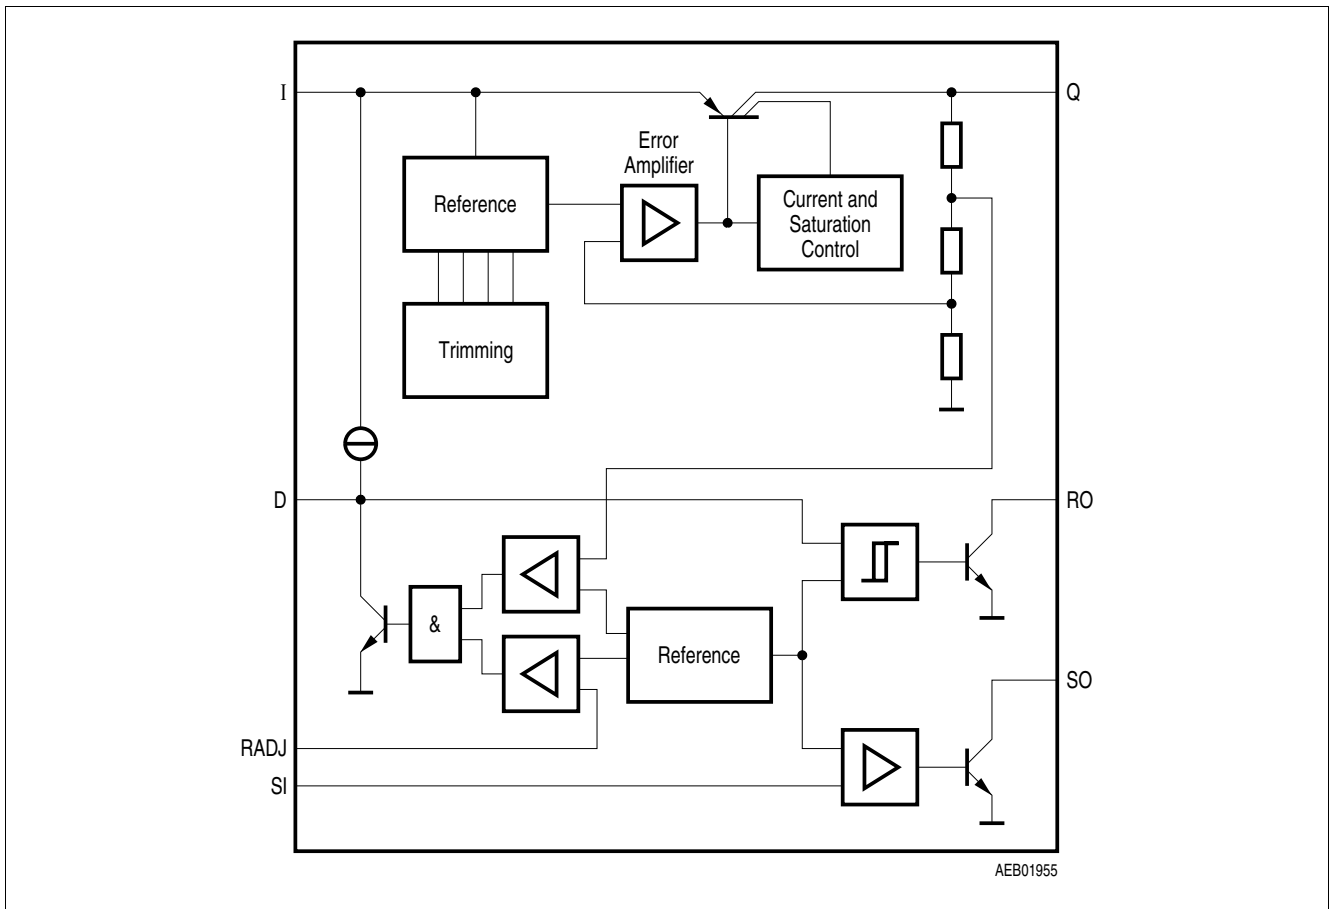 I
Q
Error
Amplifier
Reference
Current and
Saturation
Control
Trimming
D
RO
&
Reference
SO
RADJ
SI
AEB01955